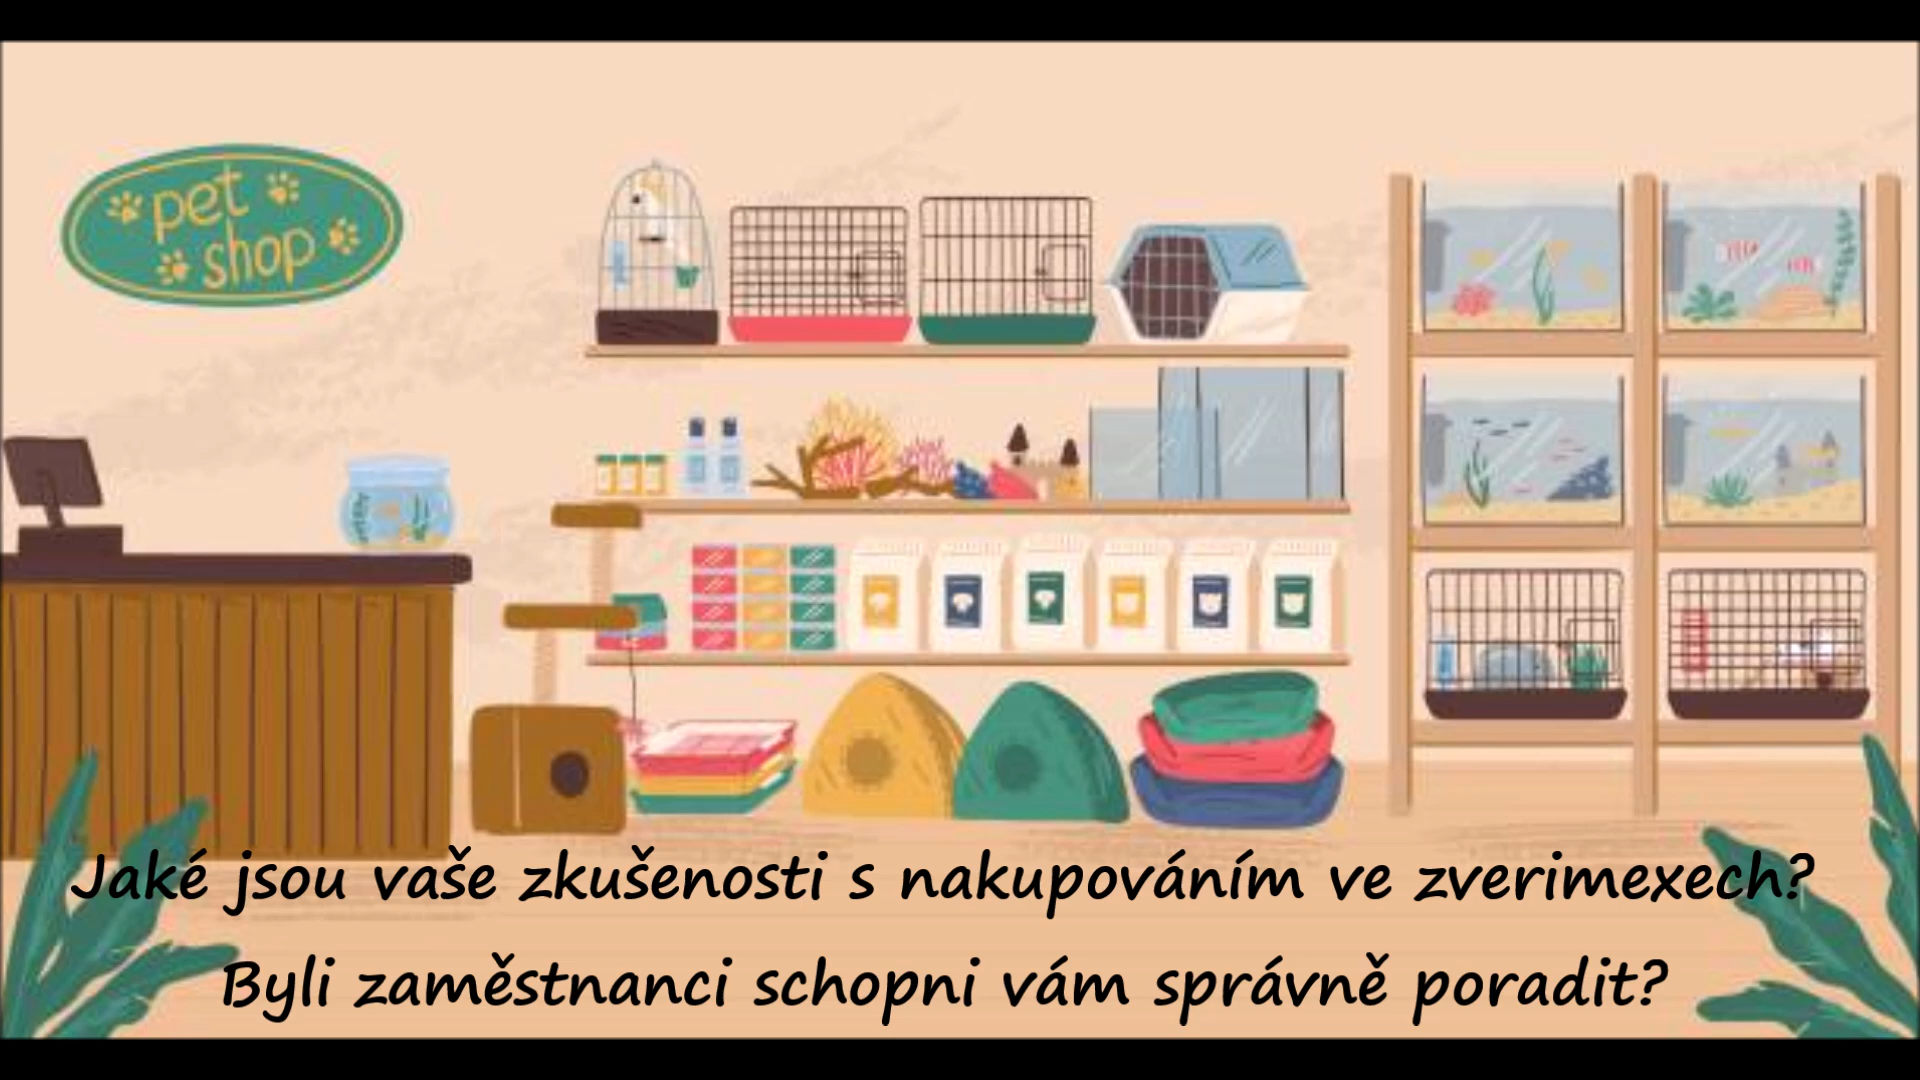 pet
shop
Jaké jsou vaše zkušenosti s nakupováním ve zverimexech?
Byli zaměstnanci schopni vám správně poradit?